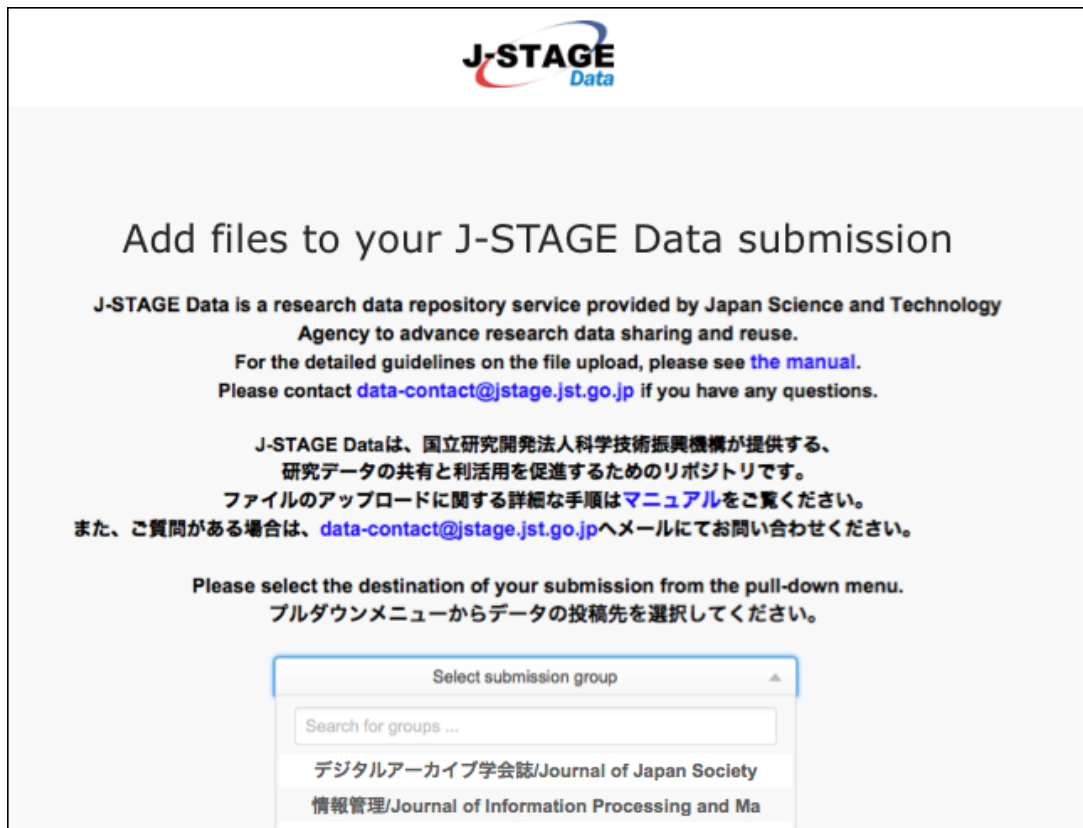 J-STAGE
Data
Add files to your J-STAGE Data submission
J-STAGE Data is a research data repository service provided by Japan Science and Technology
Agency to advance research data sharing and reuse.
For the detailed guidelines on the file upload, please see the manual.
Please contact data-contact@jstage.jst.go.jp if you have any questions.
J-STAGE Dataは、国立研究開発法人科学技術振興機構が提供する、
研究データの共有と利活用を促進するためのリポジトリです。
ファイルのアップロードに関する詳細な手順はマニュアルをご覧ください。
また、ご質問がある場合は、data-contact@jstage.jst.go.jpへメールにてお問い合わせください。
Please select the destination of your submission from the pull-down menu.
プルダウンメニューからデータの投稿先を選択してください。
Select submission group
Search for groups ...
デジタルアーカイブ学会誌/Journal of Japan Society
情報管理/Journal of Information Processing and Ma